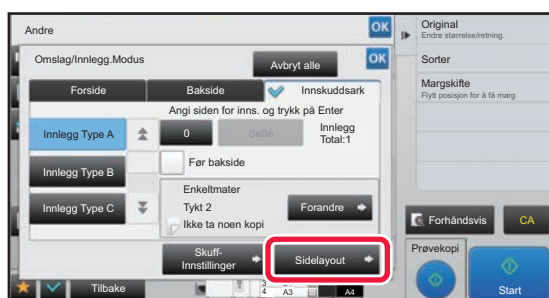 Andre
OK
Omslag/Innlegg.Modus
Avbryt alle
OK
Forside
Bakside
Innskuddsark
Angi siden for inns. og trykk på Enter
Innlegg Type A
0
Sette
Innlegg
Total:1
Før bakside
Innlegg Type B
Innlegg Type C
Enkeltmater
Tykt 2
Forandre
Ikke ta noen kopi
Skuff-
Innstillinger
Sidelayout
Tilbake
3
4
A3
A4
Original
Endre størrelse/retning.
Sorter
Margskifte
Flytt posisjon for å få marg
Forhåndsvis
CA
Prøvekopi
Start